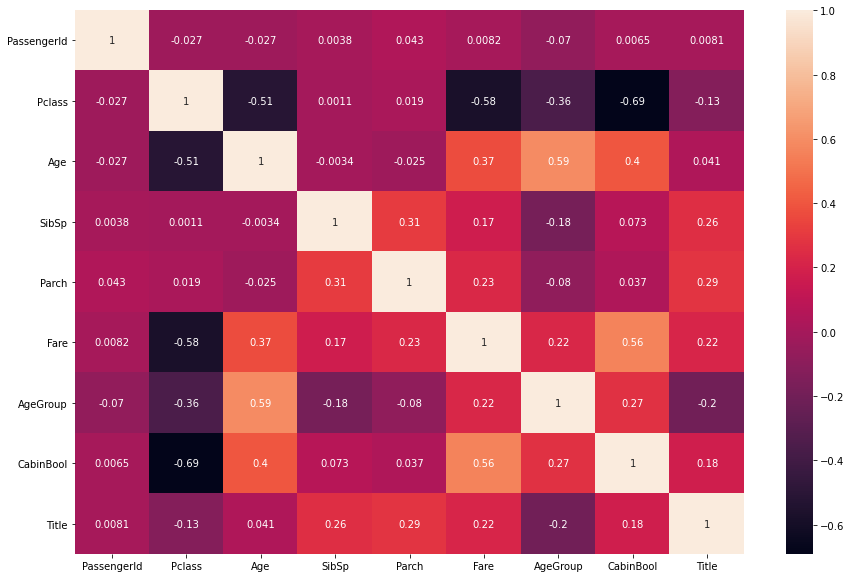 1.0
PassengerId 1 -0.027 -0.027 0.0038 0.043 0.0082 -0.07 0.0065 0.0081
0.8
Pclass -0.027 1 -0.51 0.0011 0.019 -0.58 -0.36 -0.69 -0.13
0.6
Age -0.027 -0.51 1 -0.0034 -0.025 0.37 0.59 0.4 0.041
0.4
SibSp 0.0038 0.0011 -0.0034 1 0.31 0.17 -0.18 0.073 0.26
Parch 0.043 0.019 -0.025 0.31 1 0.23 -0.08 0.037 0.29
0.2
0.0
Fare 0.0082 -0.58 0.37 0.17 0.23 1 0.22 0.56 0.22
−0.2
AgeGroup -0.07 -0.36 0.59 -0.18 -0.08 0.22 1 0.27 -0.2
−0.4
CabinBool 0.0065 -0.69 0.4 0.073 0.037 0.56 0.27 1 0.18
Title 0.0081 -0.13 0.041 0.26 0.29 0.22 -0.2 0.18 1
−0.6
PassengerId Pclass Age SibSp Parch Fare AgeGroup CabinBool Title